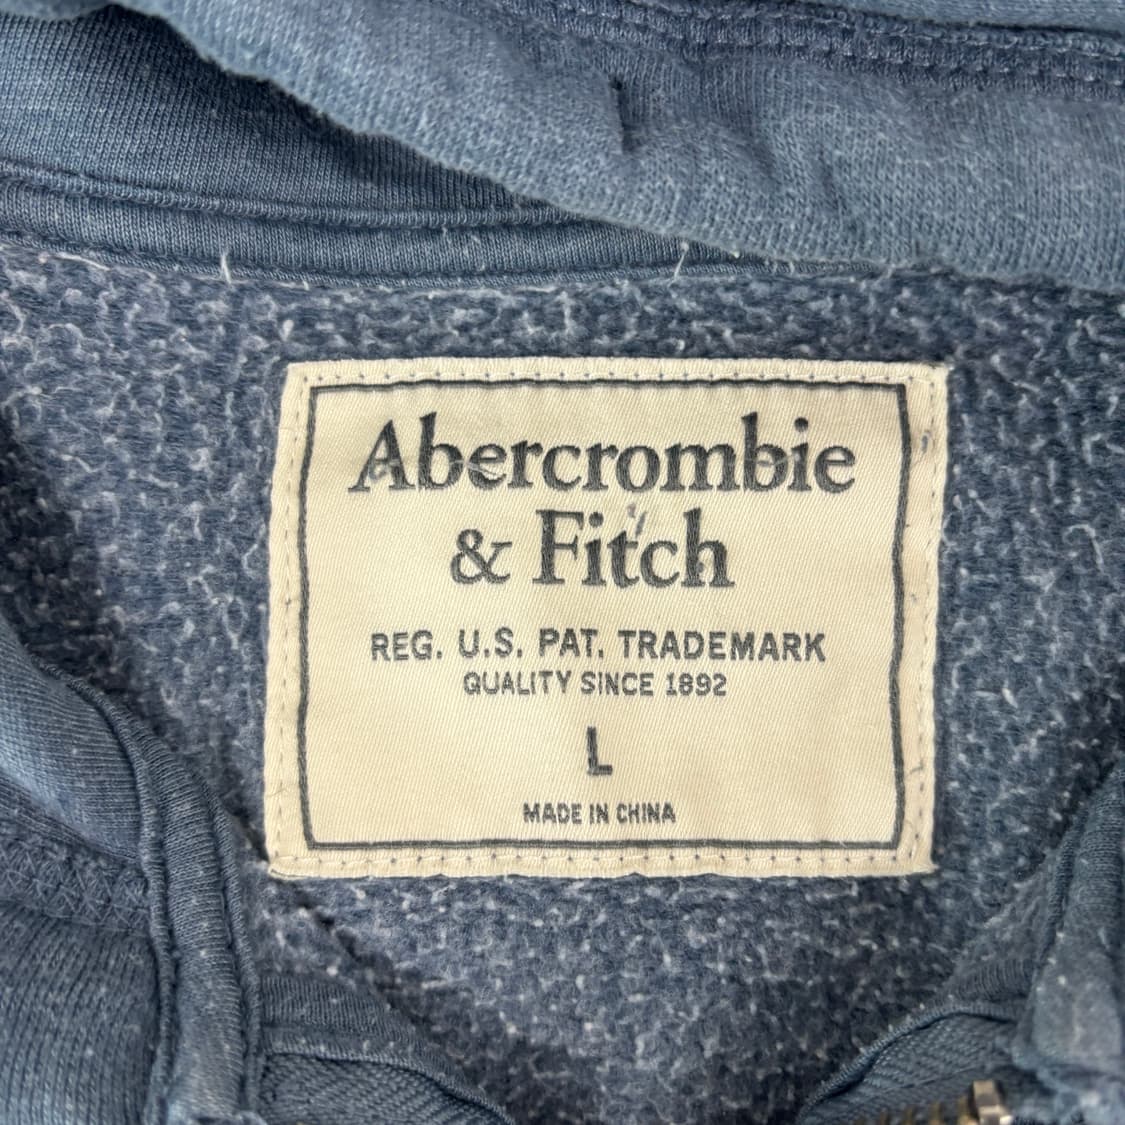 Abercrombie
& Fitch
REG. U.S. PAT. TRADEMARK
QUALITY SINCE 1892
L
MADE IN CHINA